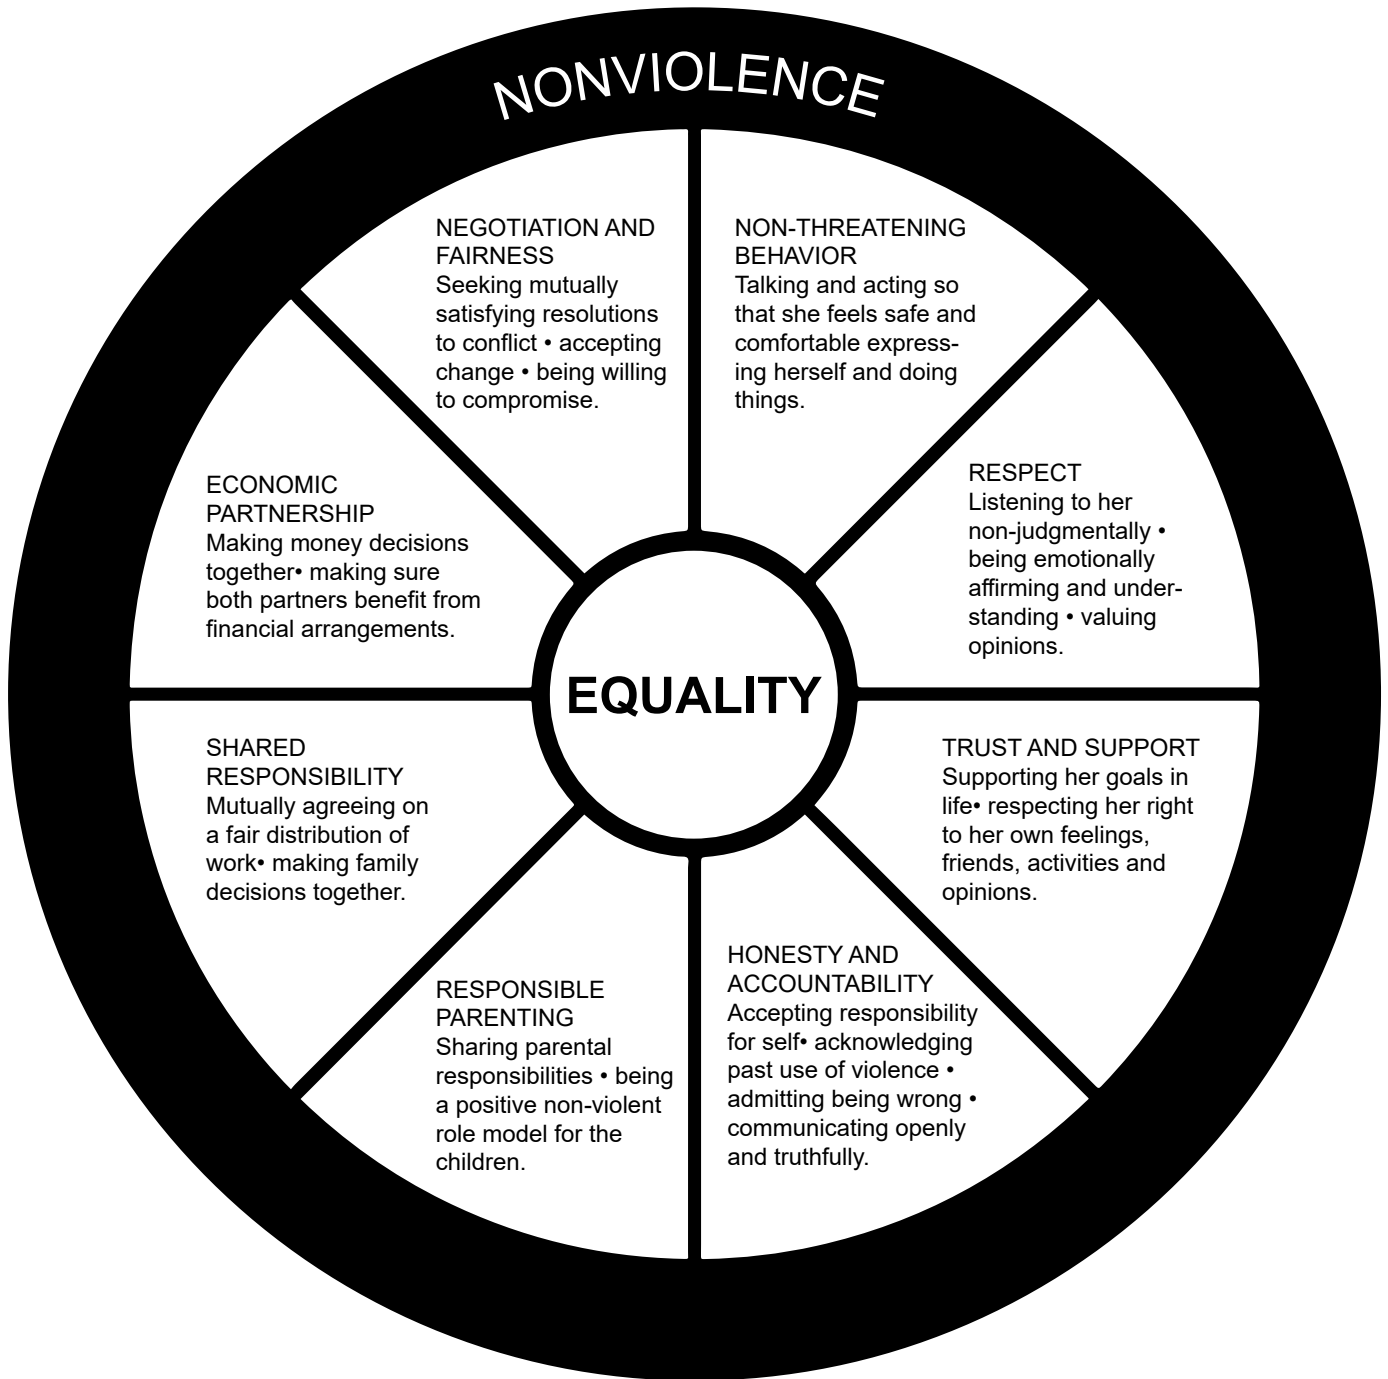 NONVIOLENCE
NEGOTIATION AND
FAIRNESS
Seeking mutually
satisfying resolutions
to conflict • accepting
change • being willing
to compromise.
NON-THREATENING
BEHAVIOR
Talking and acting so
that she feels safe and
comfortable express-
ing herself and doing
things.
ECONOMIC
PARTNERSHIP
Making money decisions
together• making sure
both partners benefit from
financial arrangements.
RESPECT
Listening to her
non-judgmentally •
being emotionally
affirming and under-
standing • valuing
opinions.
EQUALITY
SHARED
RESPONSIBILITY
Mutually agreeing on
a fair distribution of
work• making family
decisions together.
TRUST AND SUPPORT
Supporting her goals in
life• respecting her right
to her own feelings,
friends, activities and
opinions.
RESPONSIBLE
PARENTING
Sharing parental
responsibilities • being
a positive non-violent
role model for the
children.
HONESTY AND
ACCOUNTABILITY
Accepting responsibility
for self• acknowledging
past use of violence •
admitting being wrong •
communicating openly
and truthfully.